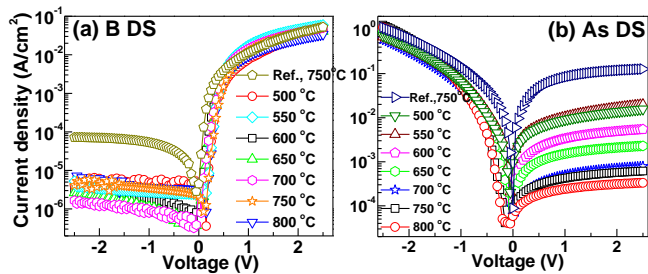 (a) B DS
Current density (A/cm²)
10⁻¹
10⁻²
10⁻³
10⁻⁴
10⁻⁵
10⁻⁶
Ref., 750°C
500 °C
550 °C
600 °C
650 °C
700 °C
750 °C
800 °C
-2 -1 0 1 2
Voltage (V)
(b) As DS
10⁰
10⁻¹
10⁻²
10⁻³
10⁻⁴
Ref.,750°C
500 °C
550 °C
600 °C
650 °C
700 °C
750 °C
800 °C
-2 -1 0 1 2
Voltage (V)